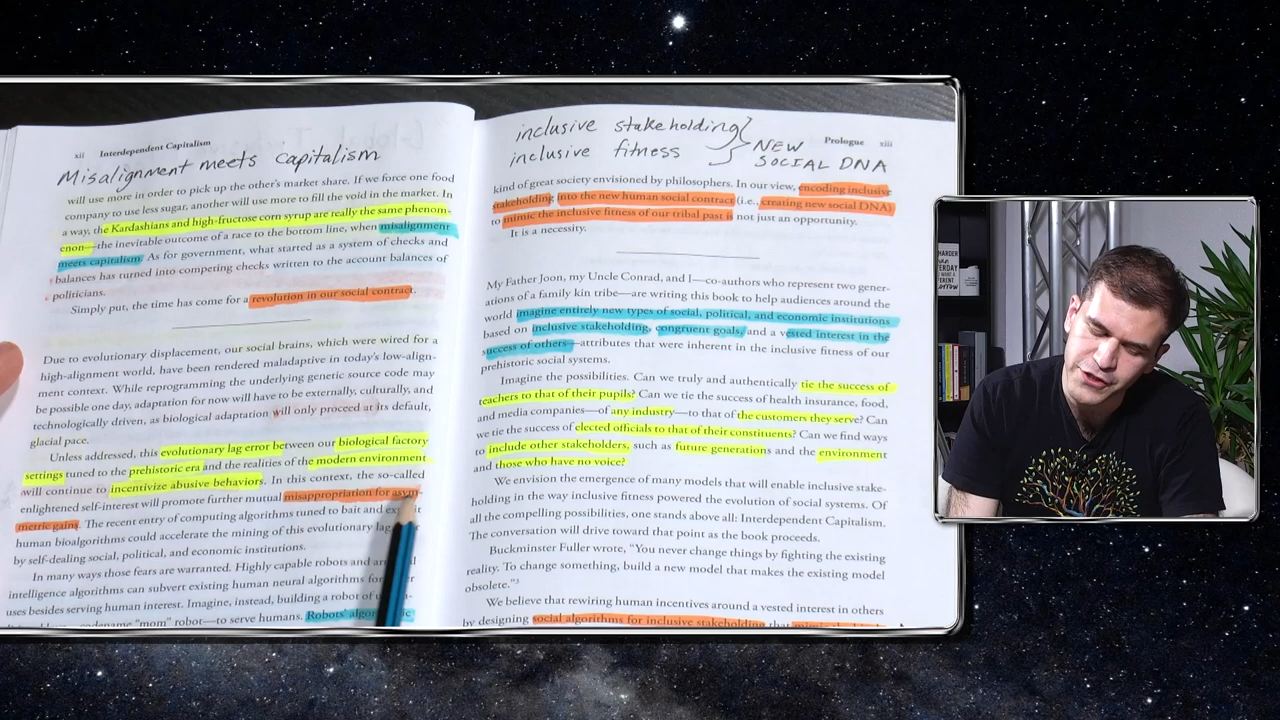 xii Interdependent Capitalism
Misalignment meets capitalism
will use more in order to pick up the other's market share. If we force one food
company to use less sugar, another will use more to fill the void in the market. In
a way, the Kardashians and high-fructose corn syrup are really the same phenom-
enon—the inevitable outcome of a race to the bottom line, when misalignment
meets capitalism. As for government, what started as a system of checks and
balances has turned into competing checks written to the account balances of
politicians.
Simply put, the time has come for a revolution in our social contract.
Due to evolutionary displacement, our social brains, which were wired for a
high-alignment world, have been rendered maladaptive in today's low-align-
ment context. While reprogramming the underlying genetic source code may
be possible one day, adaptation for now will have to be externally, culturally, and
technologically driven, as biological adaptation will only proceed at its default,
glacial pace.
Unless addressed, this evolutionary lag error between our biological factory
settings tuned to the prehistoric era and the realities of the modern environment
will continue to incentivize abusive behaviors. In this context, the so-called
enlightened self-interest will promote further mutual misappropriation for asym-
metric gains. The recent entry of computing algorithms tuned to bait and
human bioalgorithms could accelerate the mining of this evolutionary lag
by self-dealing social, political, and economic institutions.
In many ways those fears are warranted. Highly capable robots and
intelligence algorithms can subvert existing human neural algorithms for
uses besides serving human interest. Imagine, instead, building a robot of
codename "mom" robot—to serve humans. Robots'
inclusive stakeholding }
inclusive fitness } NEW
SOCIAL DNA
Prologue xiii
kind of great society envisioned by philosophers. In our view, encoding inclusive
stakeholding into the new human social contract (i.e., creating new social DNA)
to mimic the inclusive fitness of our tribal past is not just an opportunity.
It is a necessity.
My Father Joon, my Uncle Conrad, and I—co-authors who represent two gener-
ations of a family kin tribe—are writing this book to help audiences around the
world imagine entirely new types of social, political, and economic institutions
based on inclusive stakeholding, congruent goals, and a vested interest in the
success of others—attributes that were inherent in the inclusive fitness of our
prehistoric social systems.
Imagine the possibilities. Can we truly and authentically tie the success of
teachers to that of their pupils? Can we tie the success of health insurance, food,
and media companies—of any industry—to that of the customers they serve? Can
we tie the success of elected officials to that of their constituents? Can we find ways
include other stakeholders, such as future generations and the environment
and those who have no voice?
We envision the emergence of many models that will enable inclusive stake-
holding in the way inclusive fitness powered the evolution of social systems. Of
all the compelling possibilities, one stands above all: Interdependent Capitalism.
The conversation will drive toward that point as the book proceeds.
Buckminster Fuller wrote, "You never change things by fighting the existing
reality. To change something, build a new model that makes the existing model
obsolete."³
We believe that rewiring human incentives around a vested interest in others
by designing social algorithms for inclusive stakeholding that